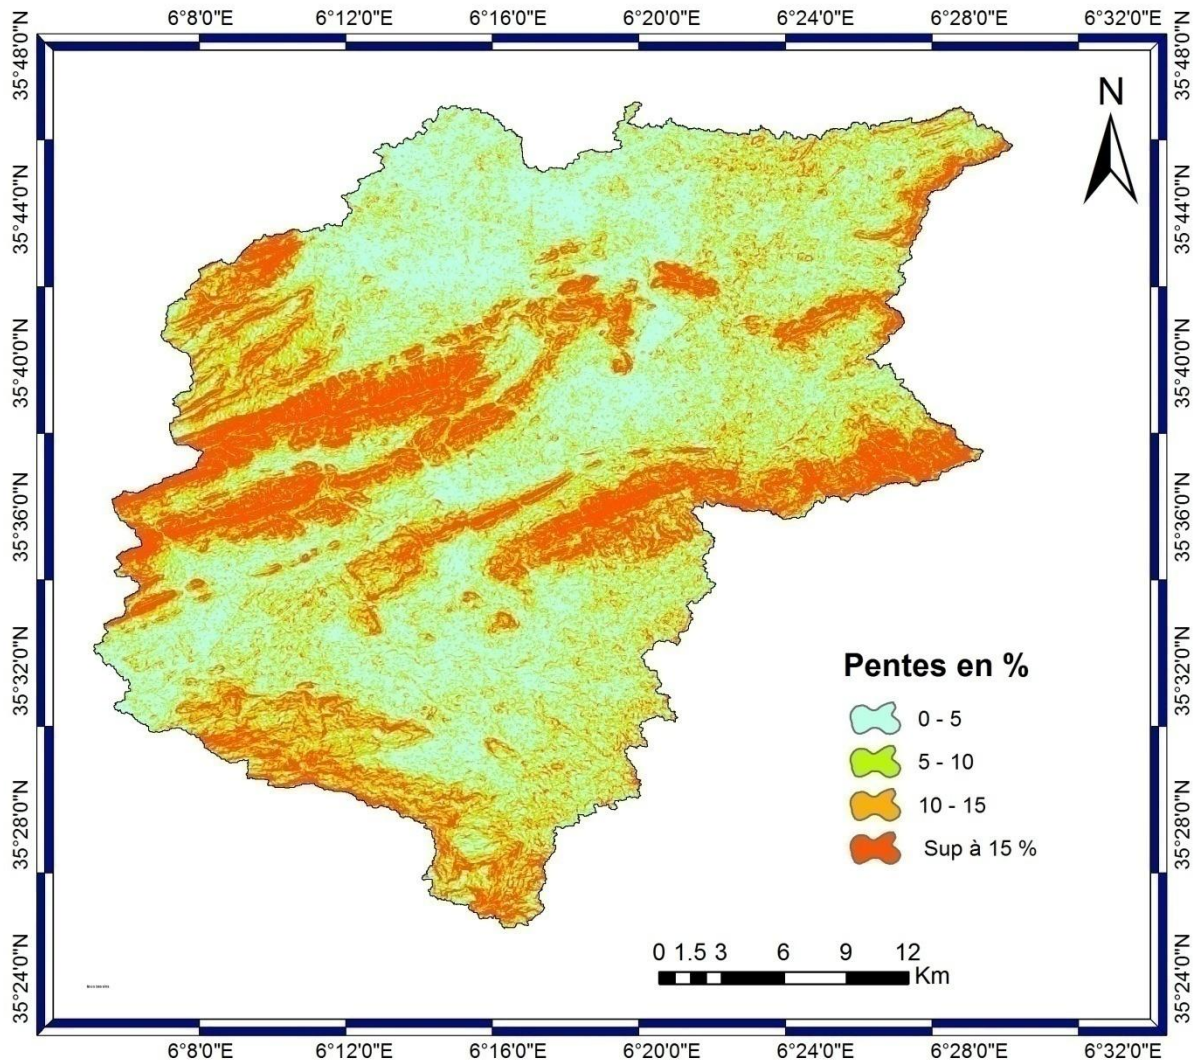 6°8'0"E 6°12'0"E 6°16'0"E 6°20'0"E 6°24'0"E 6°28'0"E 6°32'0"E
35°48'0"N 35°48'0"N
N
35°44'0"N 35°44'0"N
35°40'0"N 35°40'0"N
35°36'0"N 35°36'0"N
35°32'0"N 35°32'0"N
Pentes en %
0 - 5
5 - 10
10 - 15
Sup à 15 %
35°28'0"N 35°28'0"N
0 1.5 3 6 9 12
Km
35°24'0"N 35°24'0"N
6°8'0"E 6°12'0"E 6°16'0"E 6°20'0"E 6°24'0"E 6°28'0"E 6°32'0"E